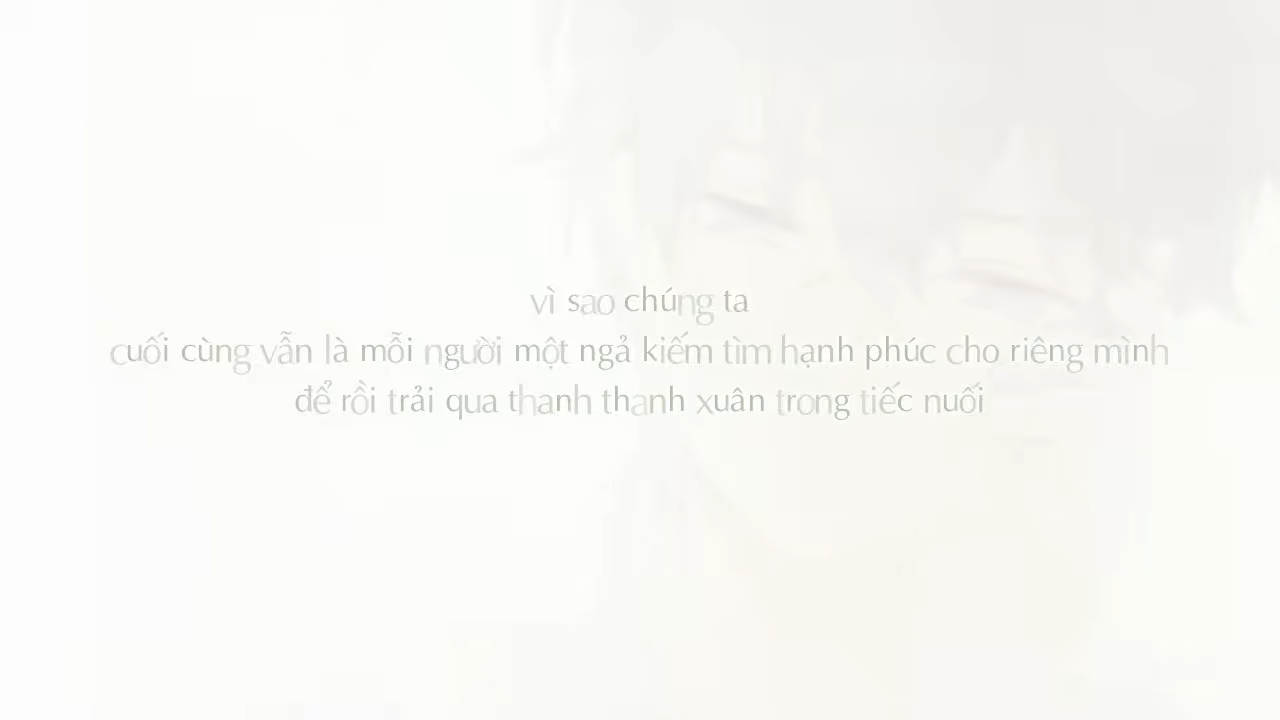 vì sao chúng ta
cuối cùng vẫn là mỗi người một ngả kiếm tìm hạnh phúc cho riêng mình
để rồi trải qua thanh thanh xuân trong tiếc nuối